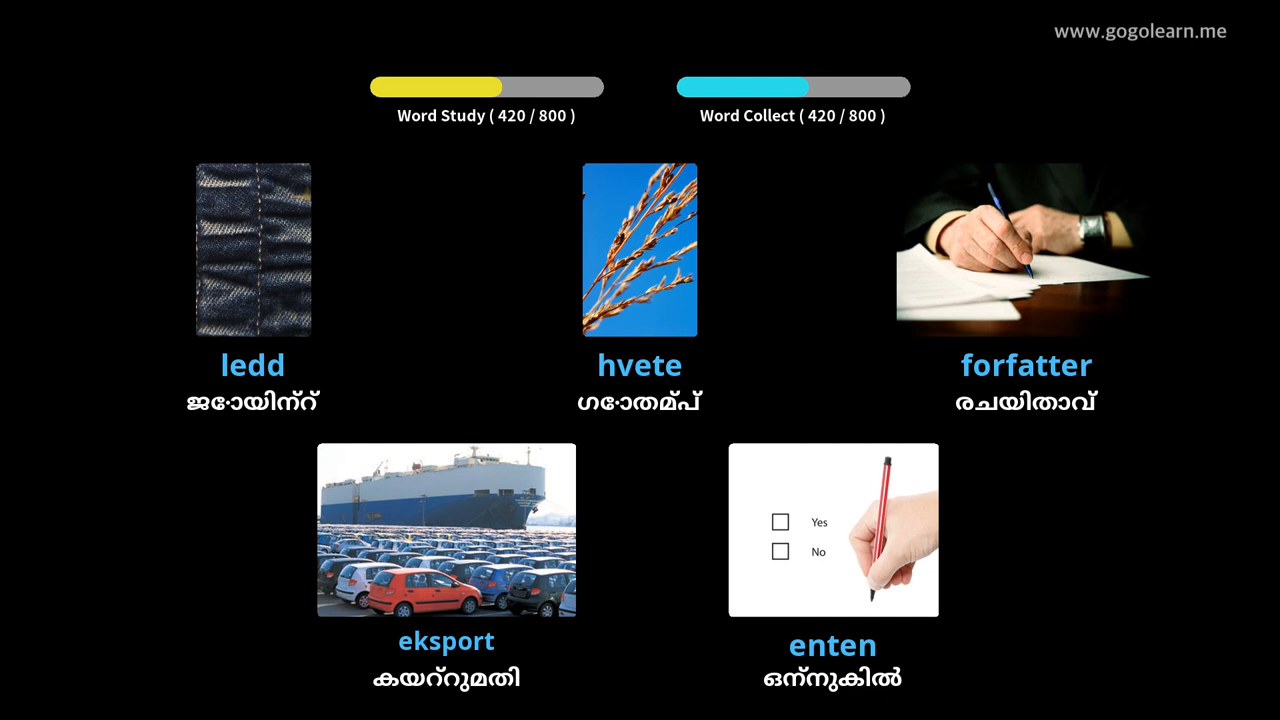 www.gogolearn.me
Word Study ( 420 / 800 )
Word Collect ( 420 / 800 )
ledd
ജോയിന്റ്
hvete
ഗോതമ്പ്
forfatter
രചയിതാവ്
Yes
No
eksport
കയറ്റുമതി
enten
ഒന്നുകിൽ